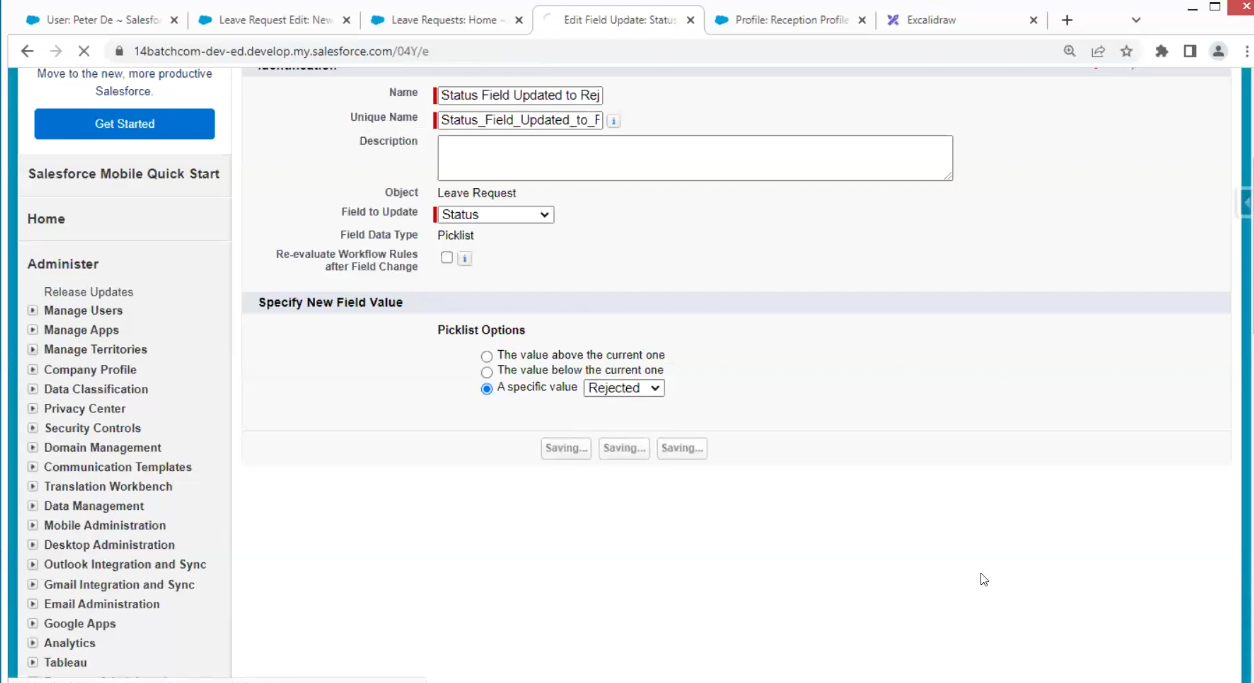 User: Peter De ~ Salesfo
Leave Request Edit: New
Leave Requests: Home ~
Edit Field Update: Status
Profile: Reception Profile
Excalidraw
14batchcom-dev-ed.develop.my.salesforce.com/04Y/e
Move to the new, more productive
Salesforce.
Get Started
Salesforce Mobile Quick Start
Home
Administer
Release Updates
Manage Users
Manage Apps
Manage Territories
Company Profile
Data Classification
Privacy Center
Security Controls
Domain Management
Communication Templates
Translation Workbench
Data Management
Mobile Administration
Desktop Administration
Outlook Integration and Sync
Gmail Integration and Sync
Email Administration
Google Apps
Analytics
Tableau
Name
Status Field Updated to Rej
Unique Name
Status_Field_Updated_to_F
Description
Object
Leave Request
Field to Update
Status
Field Data Type
Picklist
Re-evaluate Workflow Rules
after Field Change
Specify New Field Value
Picklist Options
The value above the current one
The value below the current one
A specific value
Rejected
Saving...
Saving...
Saving...